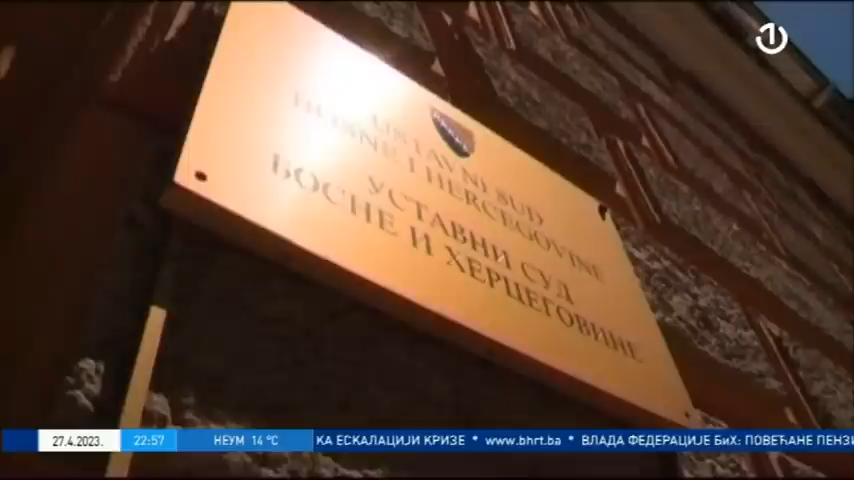 USTAVNI SUD
BOSNE I HERCEGOVINE
УСТАВНИ СУД
БОСНЕ И ХЕРЦЕГОВИНЕ
27.4.2023. 22:57 НЕУМ 14 °C КА ЕСКАЛАЦИЈИ КРИЗЕ * www.bhrt.ba * ВЛАДА ФЕДЕРАЦИЈЕ БиХ: ПОВЕЋАНЕ ПЕНЗИ